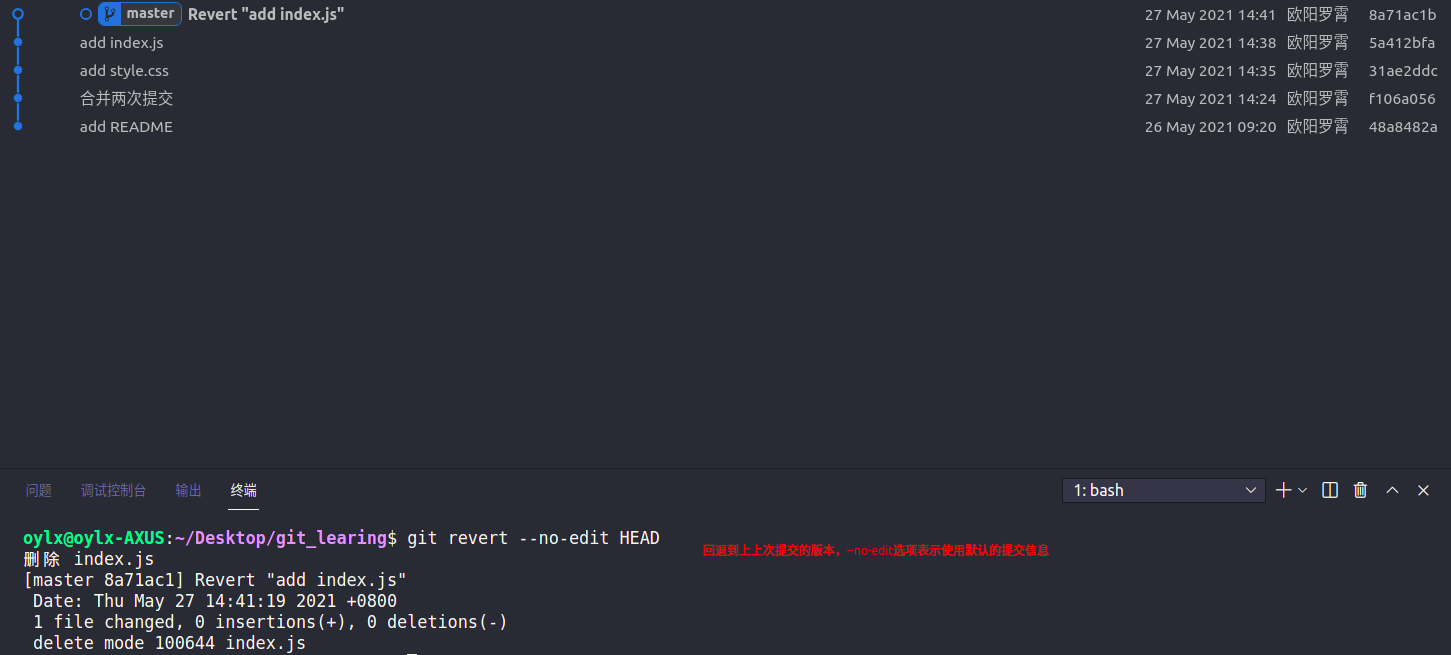 master Revert "add index.js" 27 May 2021 14:41 欧阳罗霄 8a71ac1b
add index.js 27 May 2021 14:38 欧阳罗霄 5a412bfa
add style.css 27 May 2021 14:35 欧阳罗霄 31ae2ddc
合并两次提交 27 May 2021 14:24 欧阳罗霄 f106a056
add README 26 May 2021 09:20 欧阳罗霄 48a8482a
问题 调试控制台 输出 终端 1: bash
oylx@oylx-AXUS:~/Desktop/git_learing$ git revert --no-edit HEAD
回退到上上次提交的版本，--no-edit选项表示使用默认的提交信息
删除 index.js
[master 8a71ac1] Revert "add index.js"
Date: Thu May 27 14:41:19 2021 +0800
1 file changed, 0 insertions(+), 0 deletions(-)
delete mode 100644 index.js